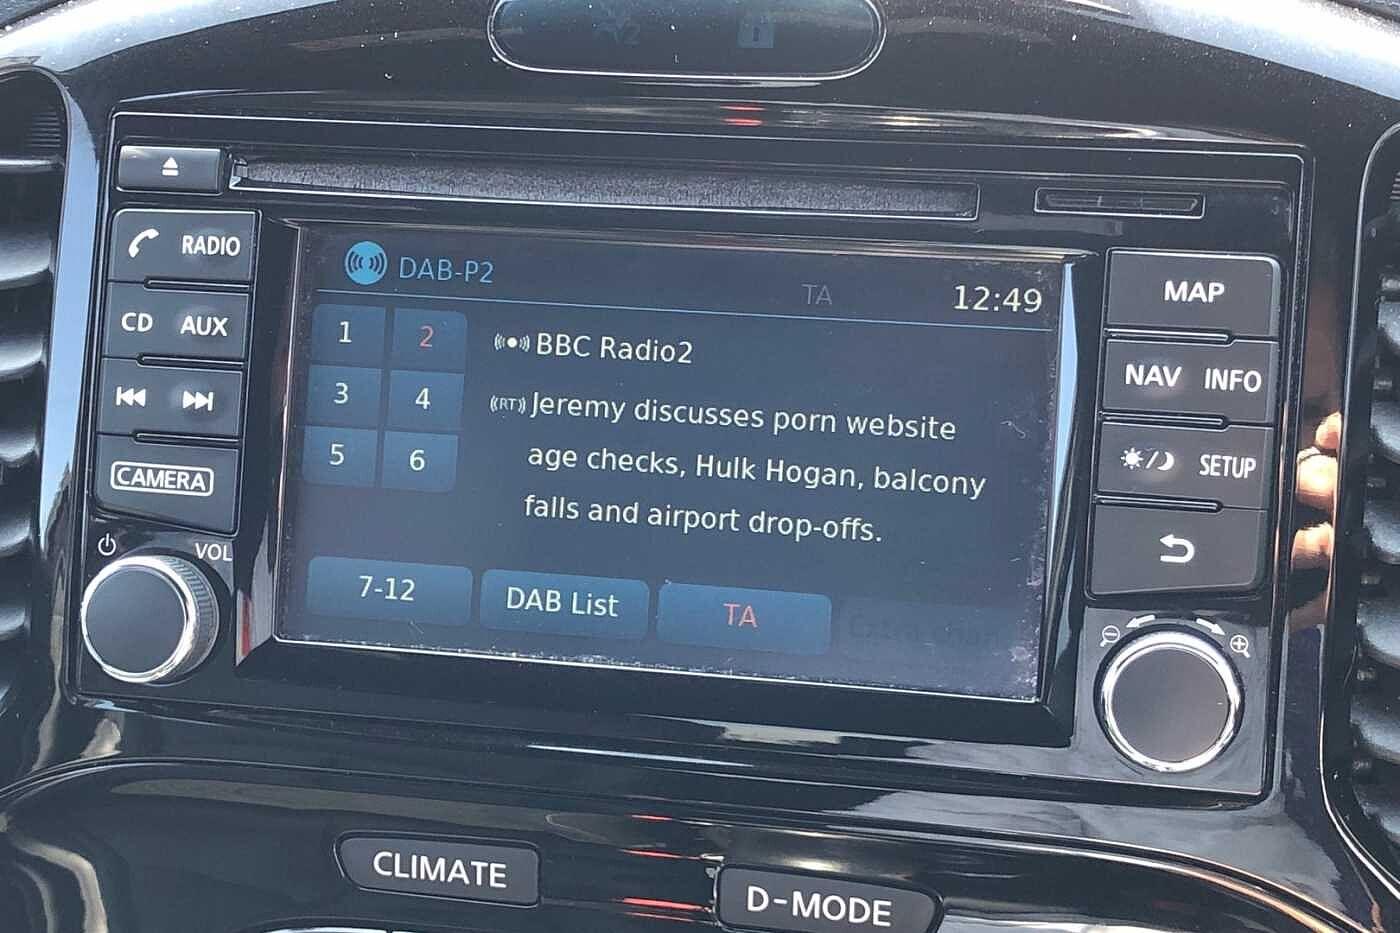 RADIO
CD AUX
CAMERA
VOL
DAB-P2
TA
12:49
1 2
3 4
5 6
BBC Radio2
RT Jeremy discusses porn website
age checks, Hulk Hogan, balcony
falls and airport drop-offs.
7-12
DAB List
TA
MAP
NAV INFO
SETUP
CLIMATE
D-MODE